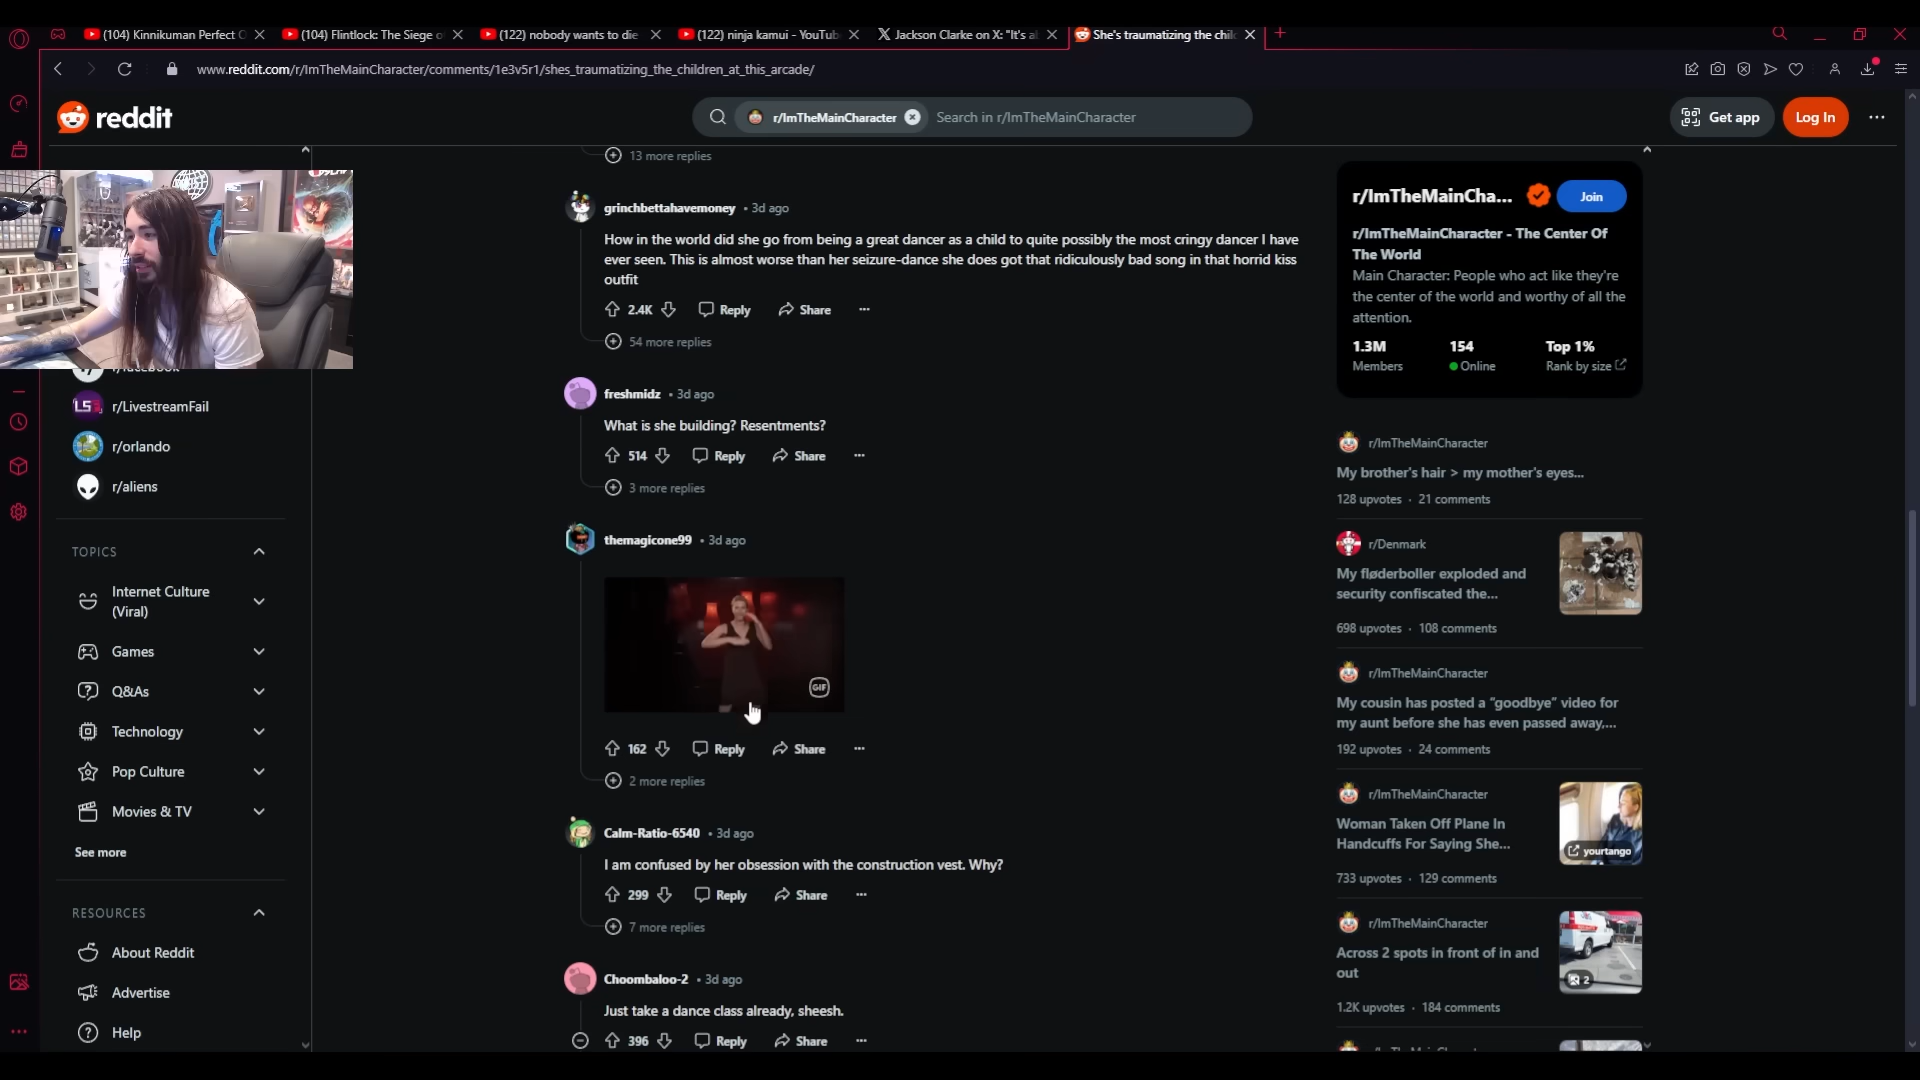 (104) Kinnikuman Perfect O
(104) Flintlock: The Siege o
(122) nobody wants to die
(122) ninja kamui - YouTub
Jackson Clarke on X: "It's a
She's traumatizing the chil
www.reddit.com/r/ImTheMainCharacter/comments/1e3v5r1/shes_traumatizing_the_children_at_this_arcade/
reddit
r/ImTheMainCharacter
Search in r/ImTheMainCharacter
Get app
Log In
r/LivestreamFail
r/orlando
r/aliens
TOPICS
Internet Culture
(Viral)
Games
Q&As
Technology
Pop Culture
Movies & TV
See more
RESOURCES
About Reddit
Advertise
Help
13 more replies
grinchbettahavemoney • 3d ago
How in the world did she go from being a great dancer as a child to quite possibly the most cringy dancer I have
ever seen. This is almost worse than her seizure-dance she does got that ridiculously bad song in that horrid kiss
outfit
2.4K Reply Share
54 more replies
freshmidz • 3d ago
What is she building? Resentments?
514 Reply Share
3 more replies
themagicone99 • 3d ago
GIF
162 Reply Share
2 more replies
Calm-Ratio-6540 • 3d ago
I am confused by her obsession with the construction vest. Why?
299 Reply Share
7 more replies
Choombaloo-2 • 3d ago
Just take a dance class already, sheesh.
396 Reply Share
r/ImTheMainCha...
Join
r/ImTheMainCharacter - The Center Of
The World
Main Character: People who act like they're
the center of the world and worthy of all the
attention.
1.3M 154 Top 1%
Members Online Rank by size
r/ImTheMainCharacter
My brother's hair > my mother's eyes...
128 upvotes · 21 comments
r/Denmark
My fløderboller exploded and
security confiscated the...
698 upvotes · 108 comments
r/ImTheMainCharacter
My cousin has posted a "goodbye" video for
my aunt before she has even passed away,...
192 upvotes · 24 comments
r/ImTheMainCharacter
Woman Taken Off Plane In
Handcuffs For Saying She...
yourtango
733 upvotes · 129 comments
r/ImTheMainCharacter
Across 2 spots in front of in and
out
2
1.2K upvotes · 184 comments